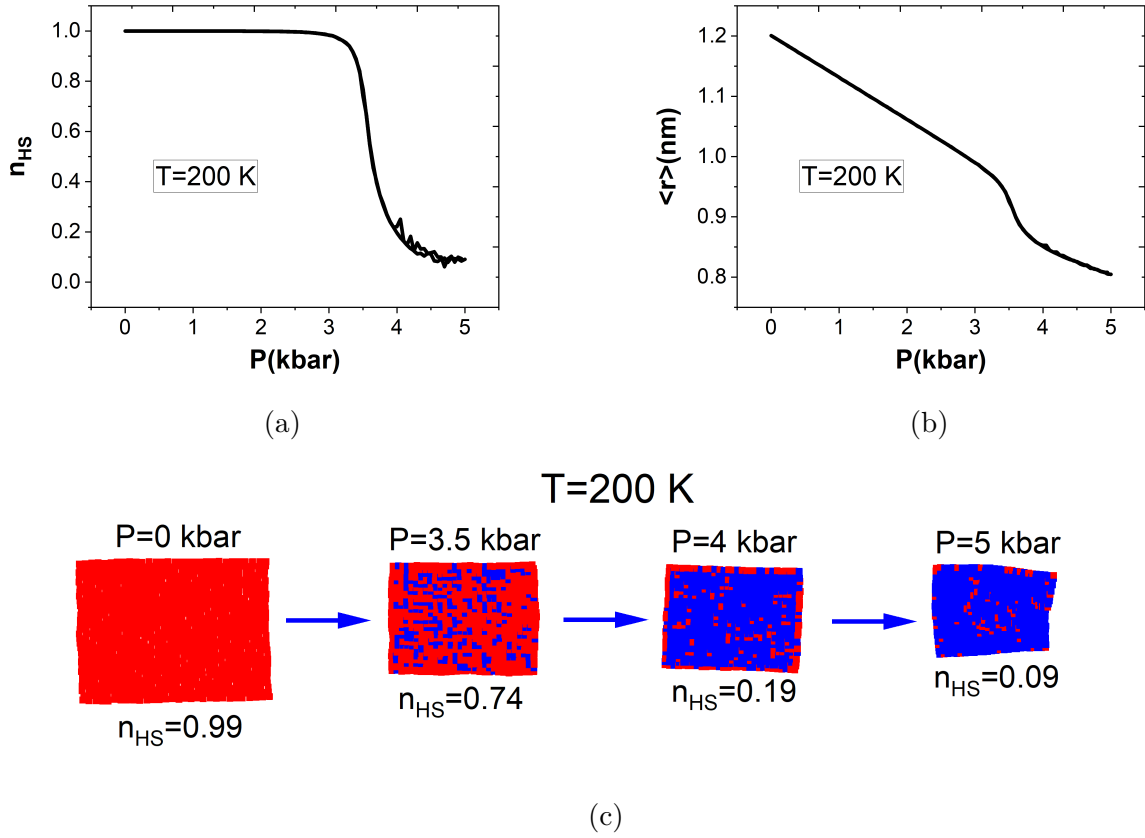 1.0
0.8
0.6
0.4
0.2
0.0
n_HS
T=200 K
0 1 2 3 4 5
P(kbar)
(a)
1.2
1.1
1.0
0.9
0.8
<r>(nm)
T=200 K
0 1 2 3 4 5
P(kbar)
(b)
T=200 K
P=0 kbar P=3.5 kbar P=4 kbar P=5 kbar
n_HS=0.99 n_HS=0.74 n_HS=0.19 n_HS=0.09
(c)